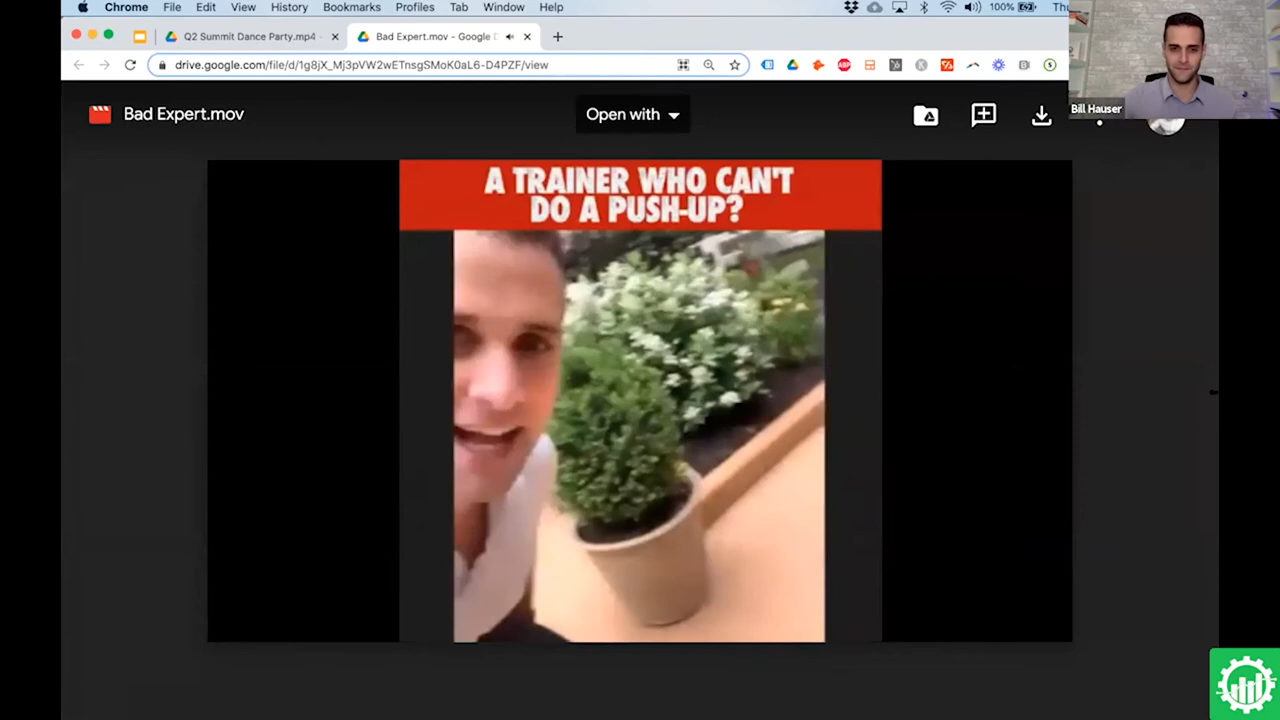 Chrome File Edit View History Bookmarks Profiles Tab Window Help 100% Thu
Q2 Summit Dance Party.mp4 -
Bad Expert.mov - Google D
drive.google.com/file/d/1g8jX_Mj3pVW2wETnsgSMoK0aL6-D4PZF/view
Bill Hauser
Bad Expert.mov
Open with
A TRAINER WHO CAN'T
DO A PUSH-UP?